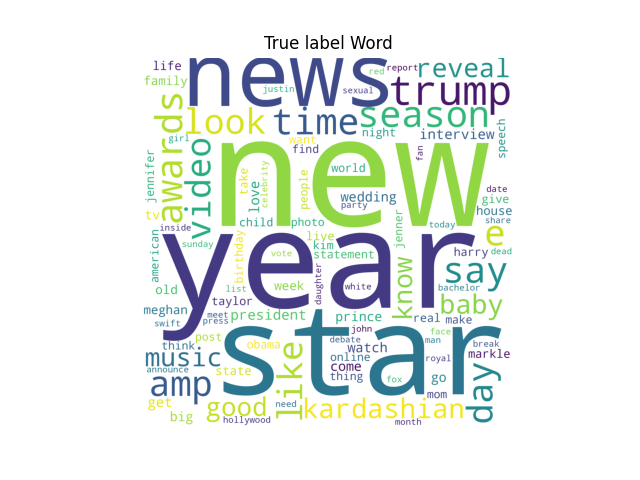 True label Word
life
news
red
report
reveal
family
justin
sexual
trump
awards
look
time
season
girl
video
want
find
night
interview
fan
speech
new
jennifer
take
love
celebrity
people
world
wedding
party
date
give
house
share
tv
inside
sunday
american
birthday
child
photo
live
kim
statement
jenner
today
e
harry
dead
year
vote
daughter
white
know
say
bachelor
old
list
week
meghan
taylor
president
prince
baby
swift
meet
press
star
real
make
john
debate
face
man
break
think
post
obama
watch
markle
music
announce
state
like
online
come
thing
royal
fox
go
day
amp
mom
get
big
good
hollywood
need
kardashian
month